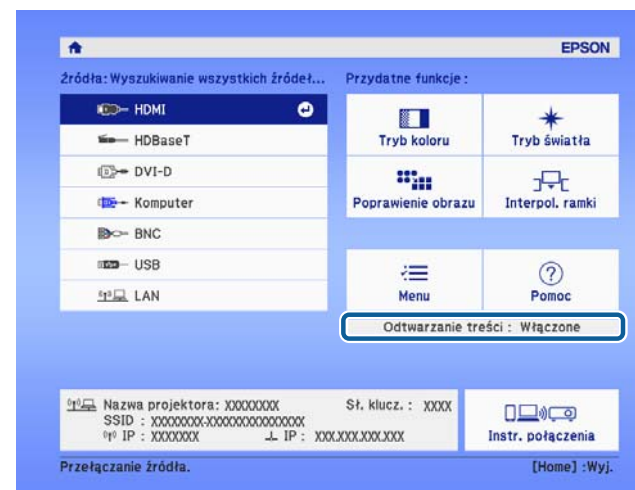 EPSON
Źródła: Wyszukiwanie wszystkich źródeł...
HDMI
HDBaseT
DVI-D
Komputer
BNC
USB
LAN
Przydatne funkcje :
Tryb koloru
Tryb światła
Poprawienie obrazu
Interpol. ramki
Menu
Pomoc
Odtwarzanie treści : Włączone
Nazwa projektora: XXXXXXXX
Sł. klucz. : XXXX
SSID : XXXXXXXX-XXXXXXXXXXXXXXX
IP : XXXXXXX
IP : XXX.XXX.XXX.XXX
Instr. połączenia
Przełączanie źródła.
[Home] :Wyj.